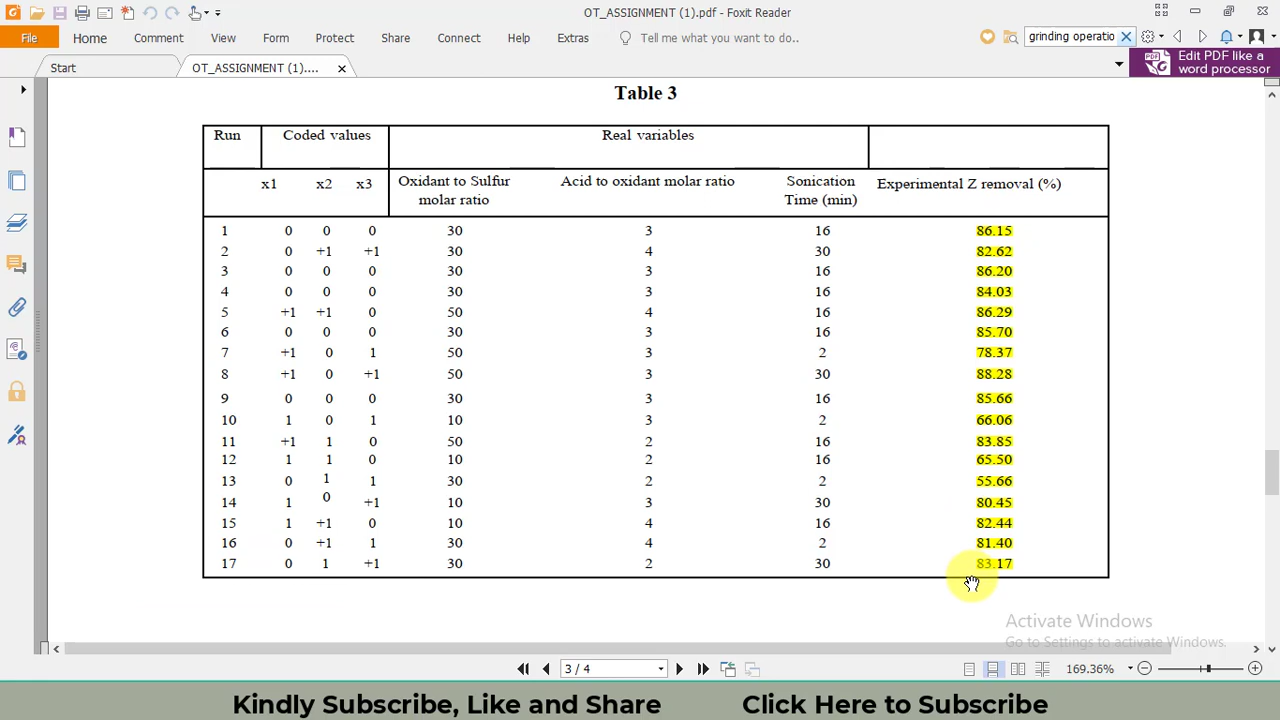 OT_ASSIGNMENT (1).pdf - Foxit Reader
File Home Comment View Form Protect Share Connect Help Extras Tell me what you want to do.. grinding operatio
Start OT_ASSIGNMENT (1).... Edit PDF like a
word processor
Table 3
Run Coded values Real variables
x1 x2 x3 Oxidant to Sulfur molar ratio Acid to oxidant molar ratio Sonication Time (min) Experimental Z removal (%)
1 0 0 0 30 3 16 86.15
2 0 +1 +1 30 4 30 82.62
3 0 0 0 30 3 16 86.20
4 0 0 0 30 3 16 84.03
5 +1 +1 0 50 4 16 86.29
6 0 0 0 30 3 16 85.70
7 +1 0 1 50 3 2 78.37
8 +1 0 +1 50 3 30 88.28
9 0 0 0 30 3 16 85.66
10 1 0 1 10 3 2 66.06
11 +1 1 0 50 2 16 83.85
12 1 1 0 10 2 16 65.50
13 0 1 1 30 2 2 55.66
14 1 0 +1 10 3 30 80.45
15 1 +1 0 10 4 16 82.44
16 0 +1 1 30 4 2 81.40
17 0 1 +1 30 2 30 83.17
Activate Windows
Go to Settings to activate Windows.
3 / 4 169.36%
Kindly Subscribe, Like and Share Click Here to Subscribe